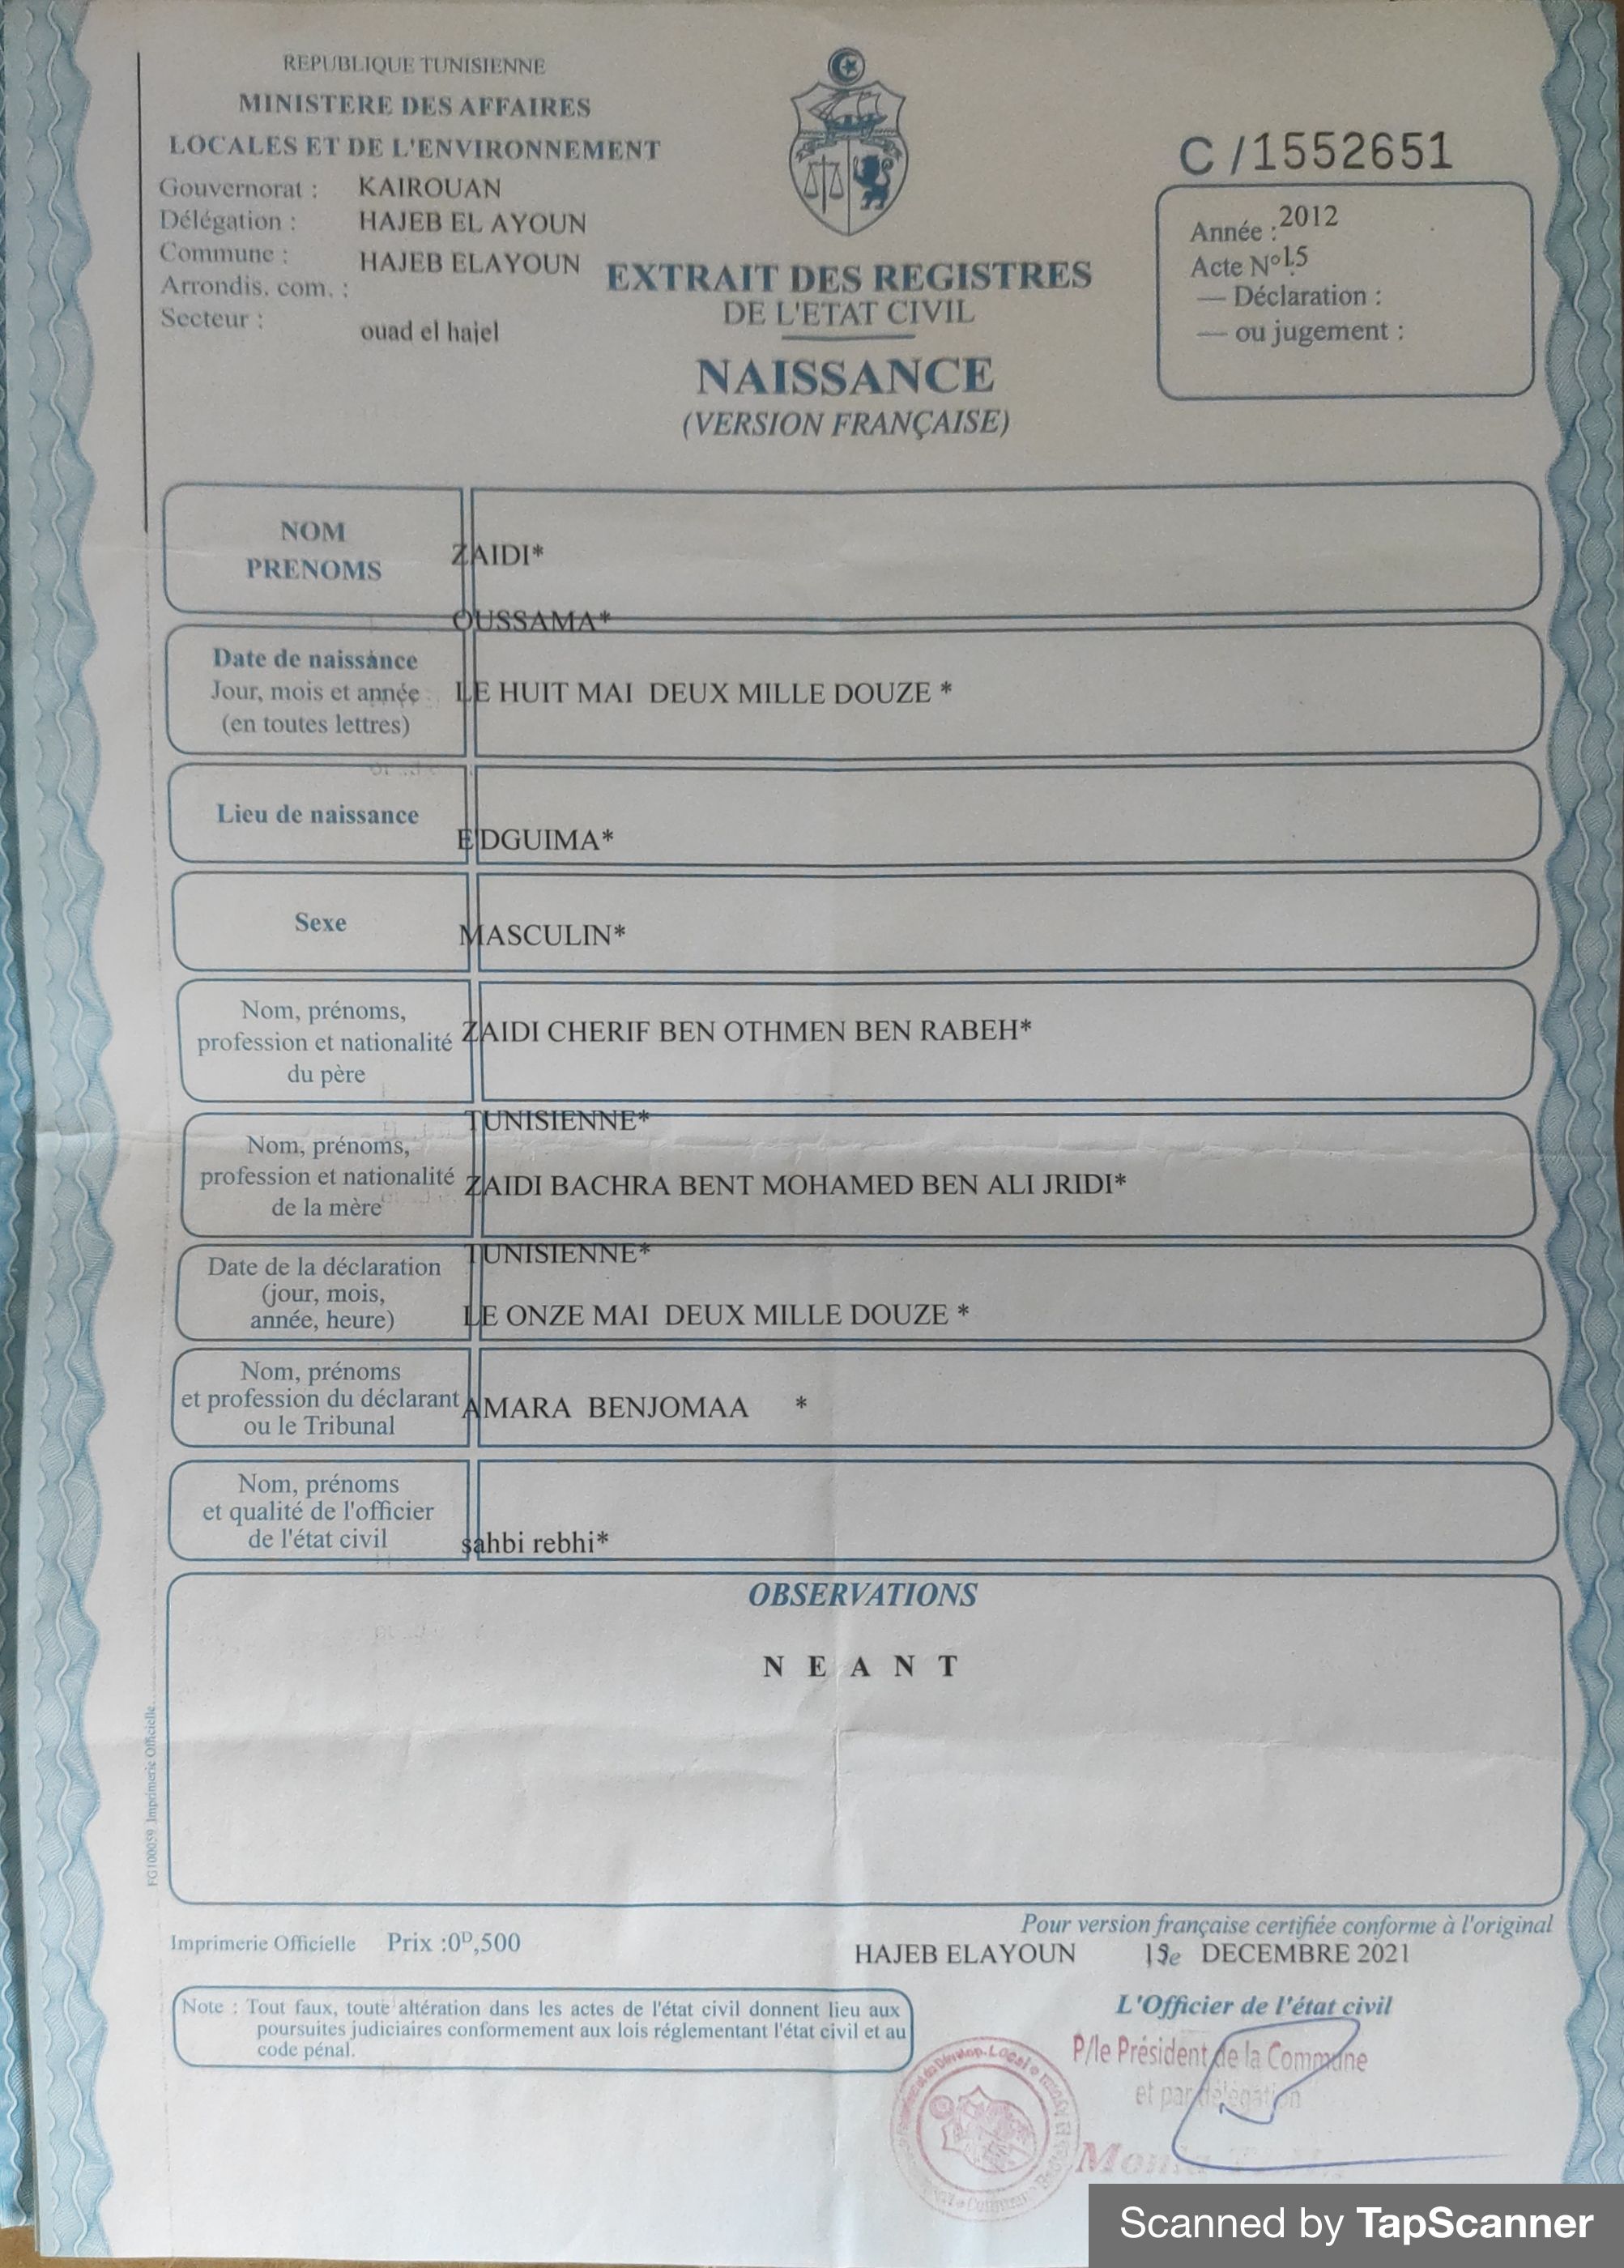 REPUBLIQUE TUNISIENNE
MINISTERE DES AFFAIRES
LOCALES ET DE L'ENVIRONNEMENT
Gouvernorat : KAIROUAN
Délégation : HAJEB EL AYOUN
Commune : HAJEB ELAYOUN
Arrondis. com. :
Secteur : ouad el hajel
EXTRAIT DES REGISTRES
DE L'ETAT CIVIL
NAISSANCE
(VERSION FRANÇAISE)
C /1552651
Année : 2012
Acte N° 15
— Déclaration :
— ou jugement :
NOM
PRENOMS
ZAIDI*
OUSSAMA*
Date de naissance
Jour, mois et année
(en toutes lettres)
LE HUIT MAI DEUX MILLE DOUZE *
Lieu de naissance
E'DGUIMA*
Sexe
MASCULIN*
Nom, prénoms,
profession et nationalité
du père
ZAIDI CHERIF BEN OTHMEN BEN RABEH*
TUNISIENNE*
Nom, prénoms,
profession et nationalité
de la mère
ZAIDI BACHRA BENT MOHAMED BEN ALI JRIDI*
TUNISIENNE*
Date de la déclaration
(jour, mois,
année, heure)
LE ONZE MAI DEUX MILLE DOUZE *
Nom, prénoms
et profession du déclarant
ou le Tribunal
AMARA BENJOMAA *
Nom, prénoms
et qualité de l'officier
de l'état civil
sahbi rebhi*
OBSERVATIONS
N E A N T
FG100059 Imprimerie Officielle
Imprimerie Officielle Prix :0D,500
Pour version française certifiée conforme à l'original
HAJEB ELAYOUN DECEMBRE 2021
Note : Tout faux, toute altération dans les actes de l'état civil donnent lieu aux
poursuites judiciaires conformement aux lois réglementant l'état civil et au
code pénal.
L'Officier de l'état civil
P/le Président de la Commune
et par délégation
Scanned by TapScanner